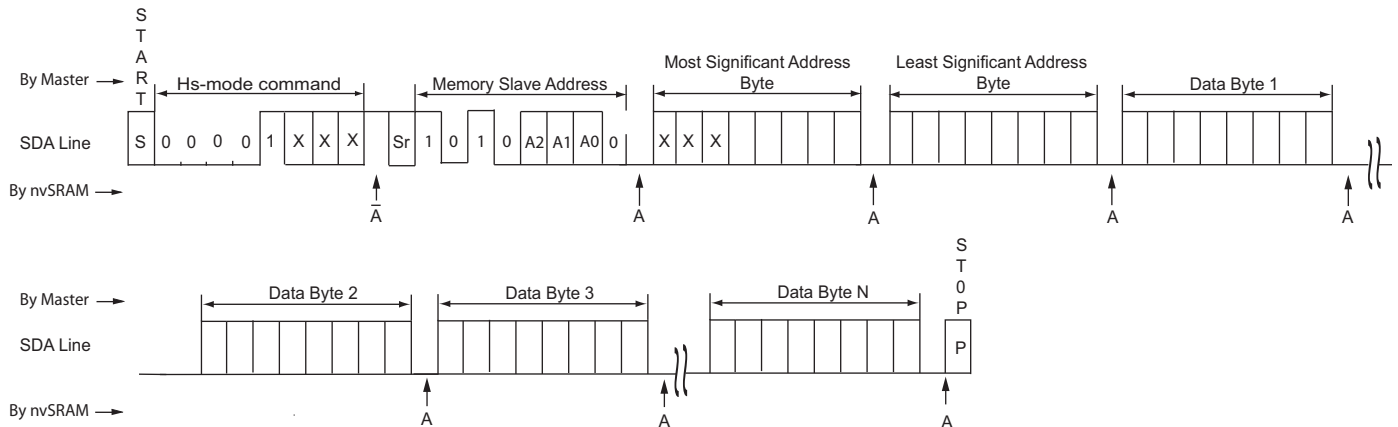 START
By Master
Hs-mode command
Memory Slave Address
Most Significant Address
Byte
Least Significant Address
Byte
Data Byte 1
SDA Line
S 0 0 0 0 1 X X X Sr 1 0 1 0 A2 A1 A0 0 X X X
By nvSRAM
A̅ A A A A
ST0P
By Master
Data Byte 2
Data Byte 3
Data Byte N
SDA Line
P
By nvSRAM
A A A